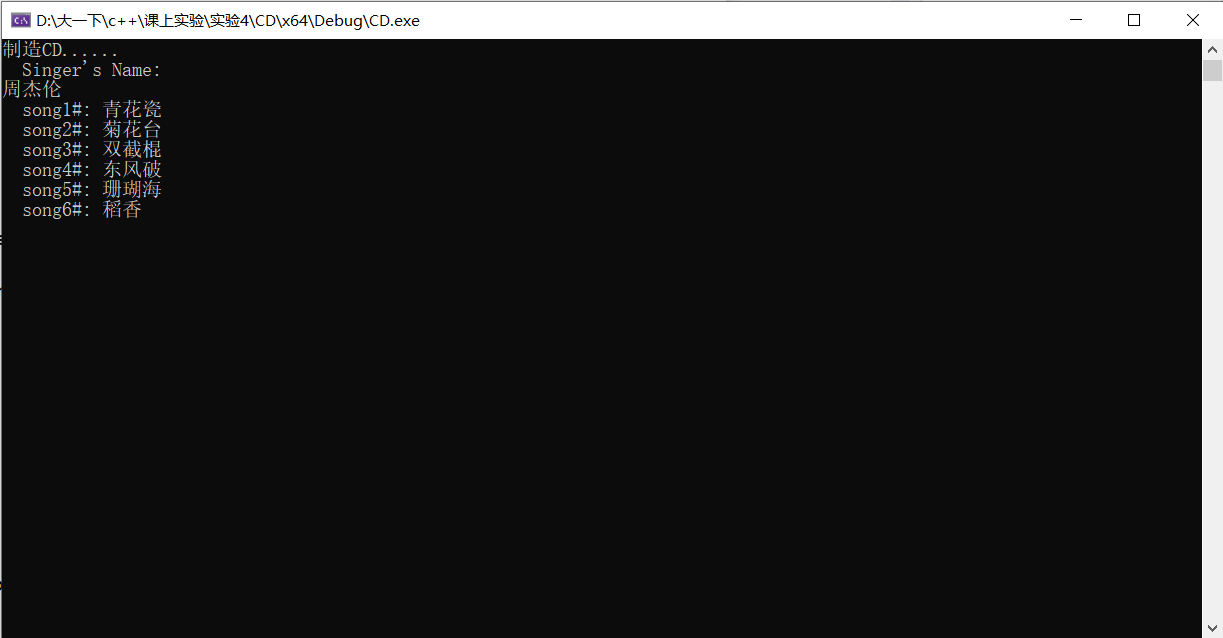 D:\大一下\c++\课上实验\实验4\CD\x64\Debug\CD.exe
制造CD......
Singer's Name:
周杰伦
song1#: 青花瓷
song2#: 菊花台
song3#: 双截棍
song4#: 东风破
song5#: 珊瑚海
song6#: 稻香